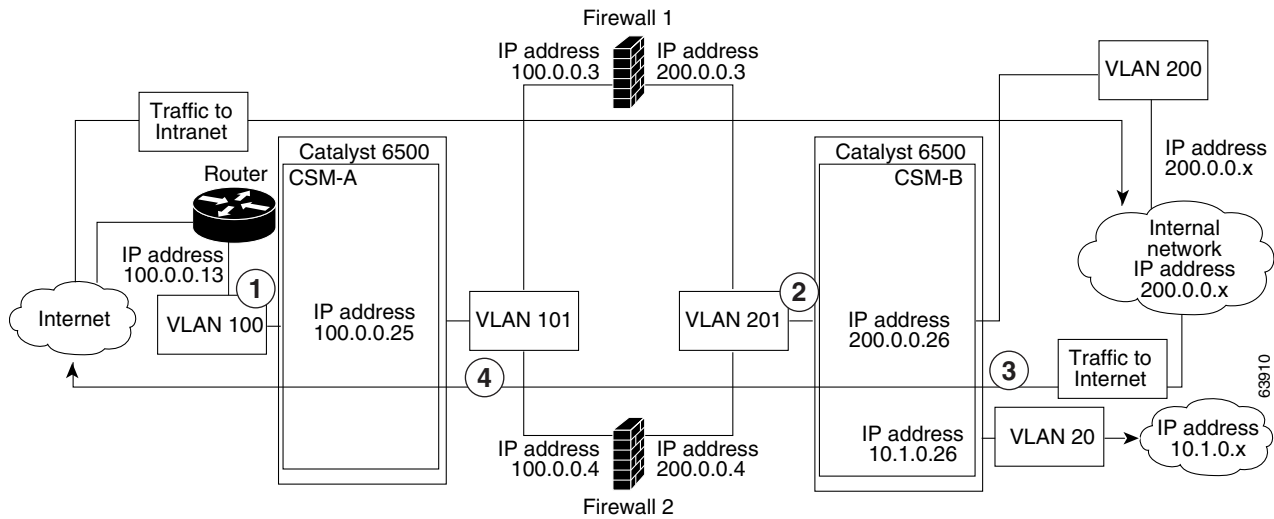 Firewall 1
IP address
100.0.0.3
IP address
200.0.0.3
VLAN 200
Traffic to
Intranet
Catalyst 6500
CSM-A
Catalyst 6500
CSM-B
IP address
200.0.0.x
Router
IP address
100.0.0.13
Internal
network
IP address
200.0.0.x
1
2
Internet
VLAN 100
IP address
100.0.0.25
VLAN 101
VLAN 201
IP address
200.0.0.26
4
3
Traffic to
Internet
63910
IP address
100.0.0.4
IP address
200.0.0.4
Firewall 2
IP address
10.1.0.26
VLAN 20
IP address
10.1.0.x